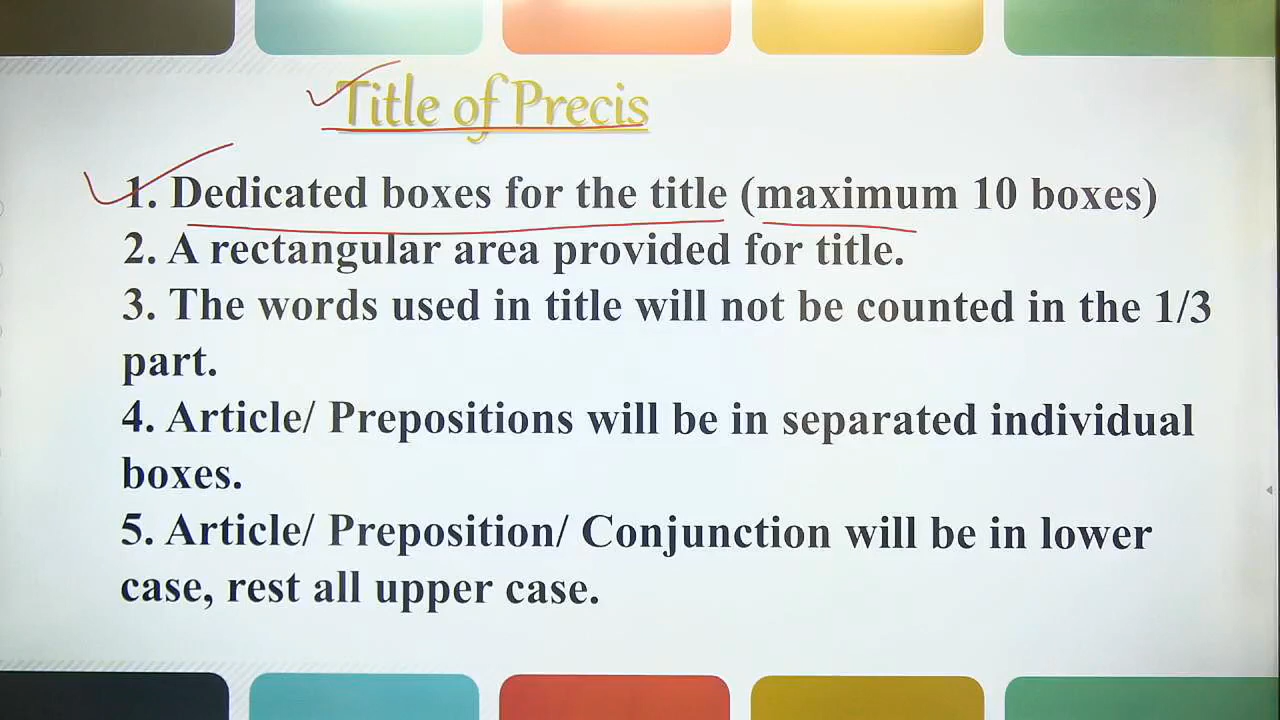 Title of Precis
1. Dedicated boxes for the title (maximum 10 boxes)
2. A rectangular area provided for title.
3. The words used in title will not be counted in the 1/3
part.
4. Article/ Prepositions will be in separated individual
boxes.
5. Article/ Preposition/ Conjunction will be in lower
case, rest all upper case.